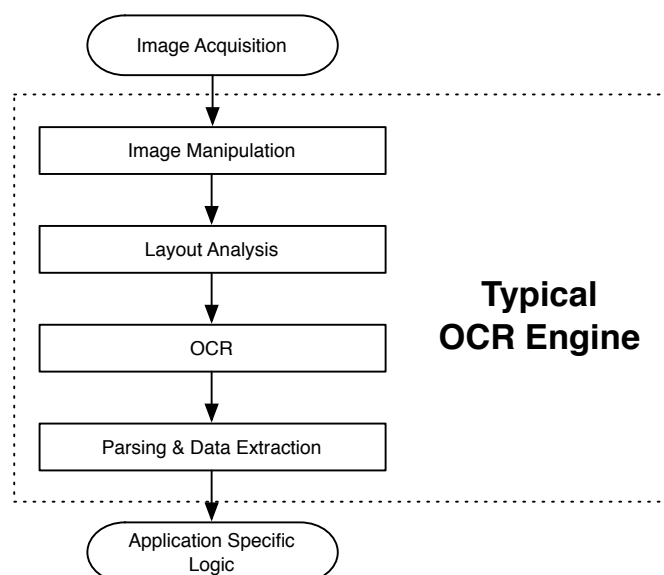 Image Acquisition
Image Manipulation
Layout Analysis
Typical
OCR Engine
OCR
Parsing & Data Extraction
Application Specific
Logic